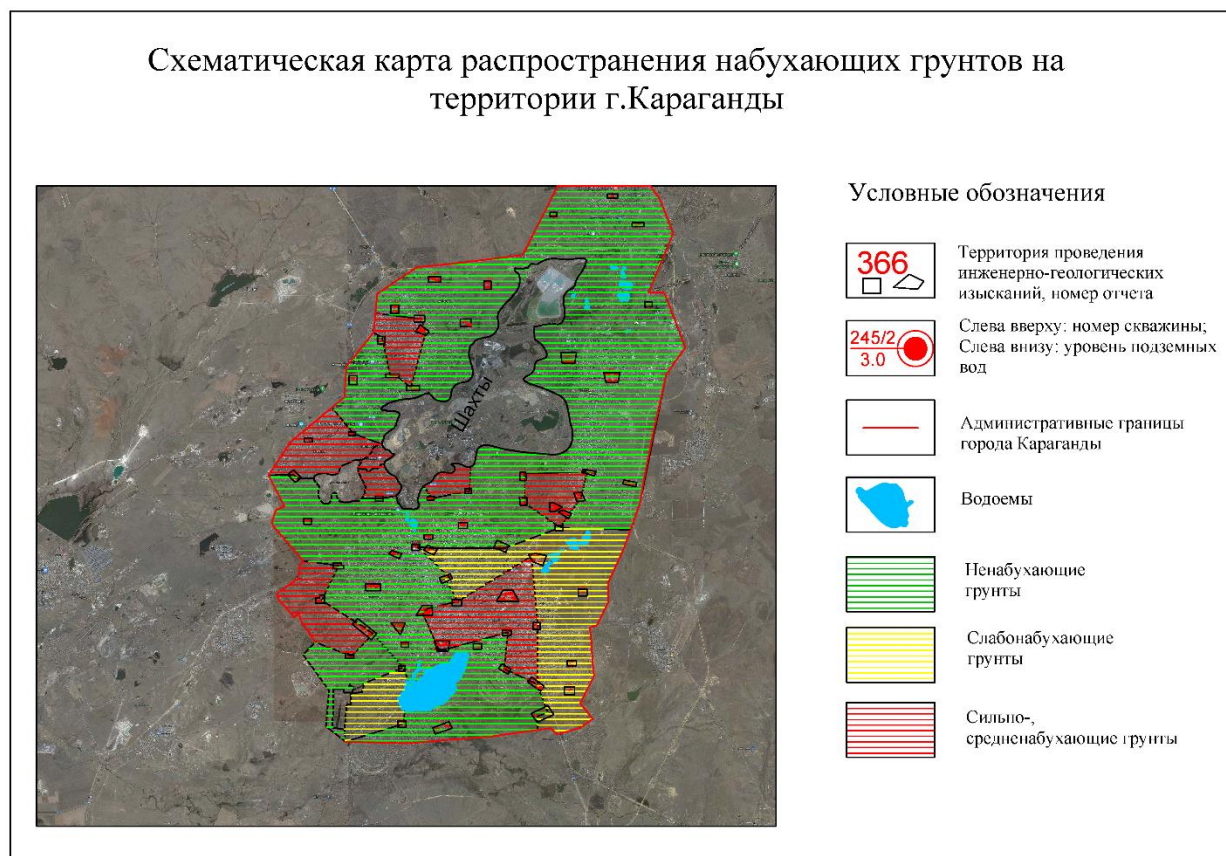 Схематическая карта распространения набухающих грунтов на
территории г.Караганды
Условные обозначения
366
Территория проведения
инженерно-геологических
изысканий, номер отчета
245/2
3.0
Слева вверху: номер скважины;
Слева внизу: уровень подземных
вод
Административные границы
города Караганды
Водоемы
Ненабухающие
грунты
Слабонабухающие
грунты
Сильно-,
средненабухающие грунты
Шахты